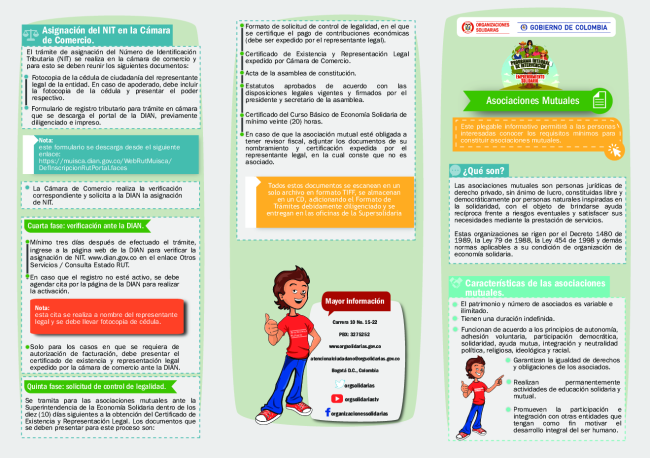 Asignación del NIT en la Cámara
de Comercio.
El trámite de asignación del Número de Identificación
Tributaria (NIT) se realiza en la cámara de comercio y
para esto se deben reunir los siguientes documentos:
Fotocopia de la cédula de ciudadanía del representante
legal de la entidad. En caso de apoderado, debe incluir
la fotocopia de la cédula y presentar el poder
respectivo.
Formulario de registro tributario para trámite en cámara
que se descarga el portal de la DIAN, previamente
diligenciado e impreso.
Nota:
este formulario se descarga desde el siguiente
enlace:
https://muisca.dian.gov.co/WebRutMuisca/
DefInscripcionRutPortal.faces
La Cámara de Comercio realiza la verificación
correspondiente y solicita a la DIAN la asignación
de NIT.
Cuarta fase: verificación ante la DIAN.
Mínimo tres días después de efectuado el trámite,
ingrese a la página web de la DIAN para verificar la
asignación de NIT. www.dian.gov.co en el enlace Otros
Servicios / Consulta Estado RUT.
En caso que el registro no esté activo, se debe
agendar cita por la página de la DIAN para realizar
la activación.
Nota:
esta cita se realiza a nombre del representante
legal y se debe llevar fotocopia de cédula.
Solo para los casos en que se requiera de
autorización de facturación, debe presentar el
certificado de existencia y representación legal
expedido por la cámara de comercio ante la DIAN.
Quinta fase: solicitud de control de legalidad.
Se tramita para las asociaciones mutuales ante la
Superintendencia de la Economía Solidaria dentro de los
diez (10) días siguientes a la obtención del Certificado de
Existencia y Representación Legal. Los documentos que
se deben presentar para este proceso son:
Formato de solicitud de control de legalidad, en el que
se certifique el pago de contribuciones económicas
(debe ser expedido por el representante legal).
Certificado de Existencia y Representación Legal
expedido por Cámara de Comercio.
Acta de la asamblea de constitución.
Estatutos aprobados de acuerdo con las
disposiciones legales vigentes y firmados por el
presidente y secretario de la asamblea.
Certificado del Curso Básico de Economía Solidaria de
mínimo veinte (20) horas.
En caso de que la asociación mutual esté obligada a
tener revisor fiscal, adjuntar los documentos de su
nombramiento y certificación expedida por el
representante legal, en la cual conste que no es
asociado.
Todos estos documentos se escanean en un
solo archivo en formato TIFF, se almacenan
en un CD, adicionando el Formato de
Trámites debidamente diligenciado y se
entregan en las oficinas de la Supersolidaria
Mayor información
Carrera 10 No. 15-22
PBX: 3275252
www.orgsolidarias.gov.co
atencionalciudadano@orgsolidarias.gov.co
Bogotá D.C., Colombia
orgsolidarias
orgsolidariastv
organizacionessolidarias
ORGANIZACIONES
SOLIDARIAS
GOBIERNO DE COLOMBIA
Asociaciones Mutuales
Este plegable informativo permitirá a las personas
interesadas conocer los requisitos mínimos para
constituir asociaciones mutuales.
¿Qué son?
Las asociaciones mutuales son personas jurídicas de
derecho privado, sin ánimo de lucro, constituidas libre y
democráticamente por personas naturales inspiradas en
la solidaridad, con el objeto de brindarse ayuda
recíproca frente a riesgos eventuales y satisfacer sus
necesidades mediante la prestación de servicios.
Estas organizaciones se rigen por el Decreto 1480 de
1989, la Ley 79 de 1988, la Ley 454 de 1998 y demás
normas aplicables a su condición de organización de
economía solidaria.
Características de las asociaciones
mutuales.
El patrimonio y número de asociados es variable e
ilimitado.
Tienen una duración indefinida.
Funcionan de acuerdo a los principios de autonomía,
adhesión voluntaria, participación democrática,
solidaridad, ayuda mutua, integración y neutralidad
política, religiosa, ideológica y racial.
Garantizan la igualdad de derechos
y obligaciones de los asociados.
Realizan permanentemente
actividades de educación solidaria y
mutual.
Promueven la participación e
integración con otras entidades que
tengan como fin motivar el
desarrollo integral del ser humano.